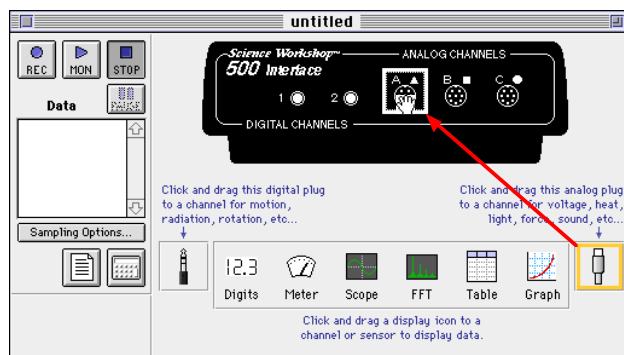 untitled
REC
MON
STOP
Data
PAUSE
Sampling Options...
Science Workshop™
500 Interface
ANALOG CHANNELS
A
B
C
1
2
DIGITAL CHANNELS
Click and drag this digital plug
to a channel for motion,
radiation, rotation, etc...
Click and drag this analog plug
to a channel for voltage, heat,
light, force, sound, etc...
12.3
Digits
Meter
Scope
FFT
Table
Graph
Click and drag a display icon to a
channel or sensor to display data.